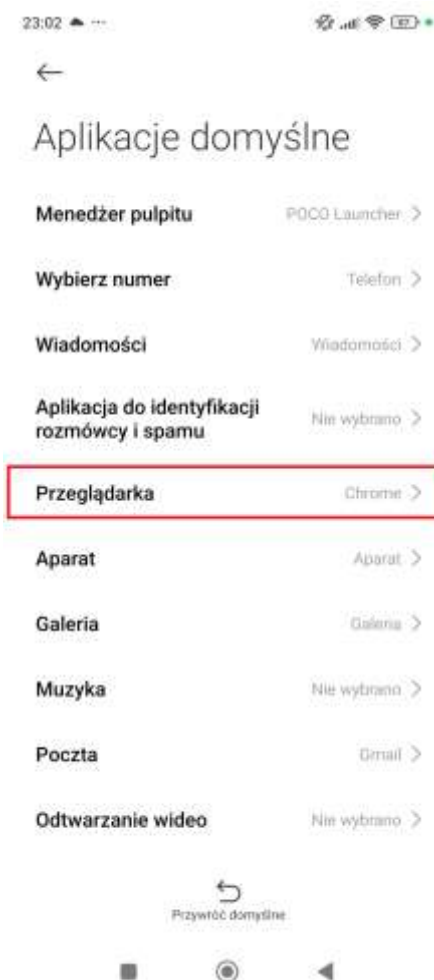 23:02
Aplikacje domyślne
Menedżer pulpitu POCO Launcher
Wybierz numer Telefon
Wiadomości Wiadomości
Aplikacja do identyfikacji
rozmówcy i spamu Nie wybrano
Przeglądarka Chrome
Aparat Aparat
Galeria Galeria
Muzyka Nie wybrano
Poczta Gmail
Odtwarzanie wideo Nie wybrano
Przywróć domyślne